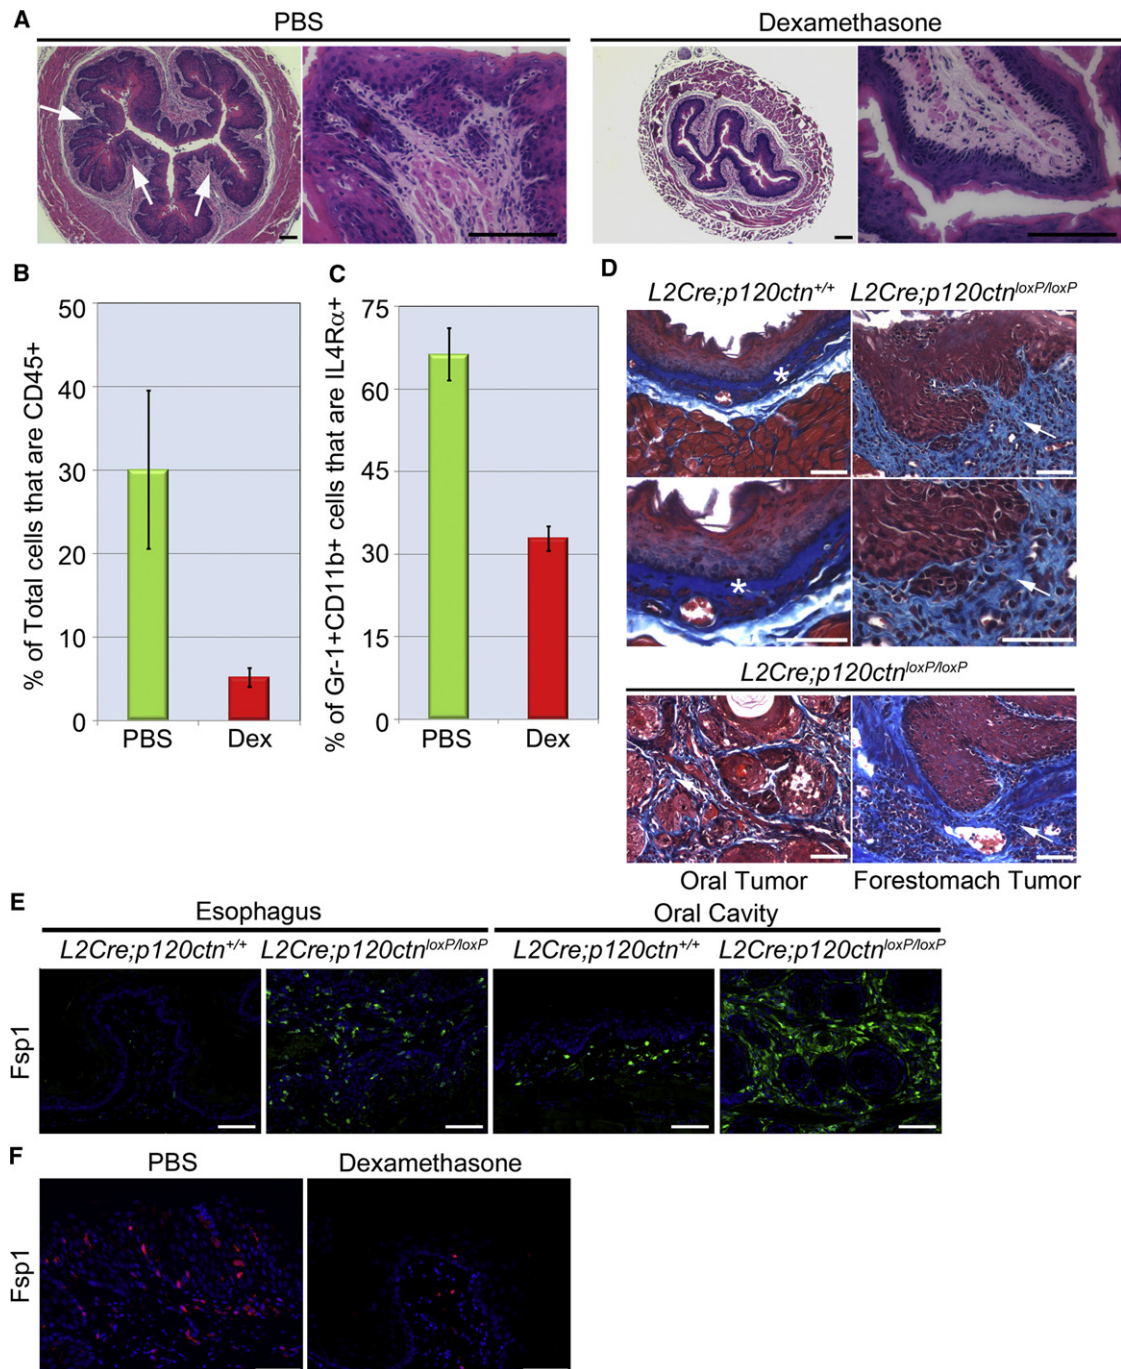 A
PBS
Dexamethasone
B
% of Total cells that are CD45+
50
40
30
20
10
0
PBS
Dex
C
% of Gr-1+CD11b+ cells that are IL4Rα+
75
60
45
30
15
0
PBS
Dex
D
L2Cre;p120ctn+/+
L2Cre;p120ctnloxP/loxP
*
*
L2Cre;p120ctnloxP/loxP
Oral Tumor
Forestomach Tumor
E
Esophagus
Oral Cavity
L2Cre;p120ctn+/+
L2Cre;p120ctnloxP/loxP
L2Cre;p120ctn+/+
L2Cre;p120ctnloxP/loxP
Fsp1
F
PBS
Dexamethasone
Fsp1